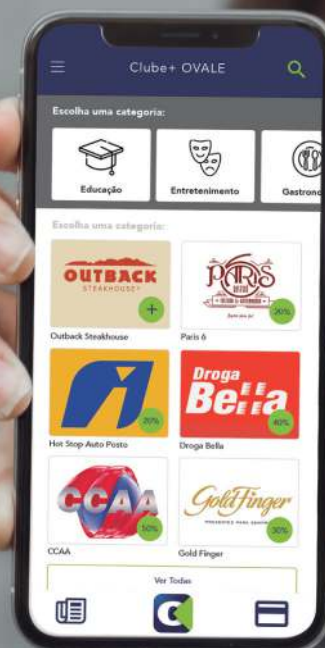 Clube+ OVALE
Escolha uma categoria:
Educação
Entretenimento
Gastrono
Escolha uma categoria:
OUTBACK
STEAKHOUSE
+
Outback Steakhouse
PARIS
20%
Paris 6
20%
Hot Stop Auto Posto
Droga
Bella
40%
Droga Bella
CCAA
50%
CCAA
GoldFinger
30%
Gold Finger
Ver Todas